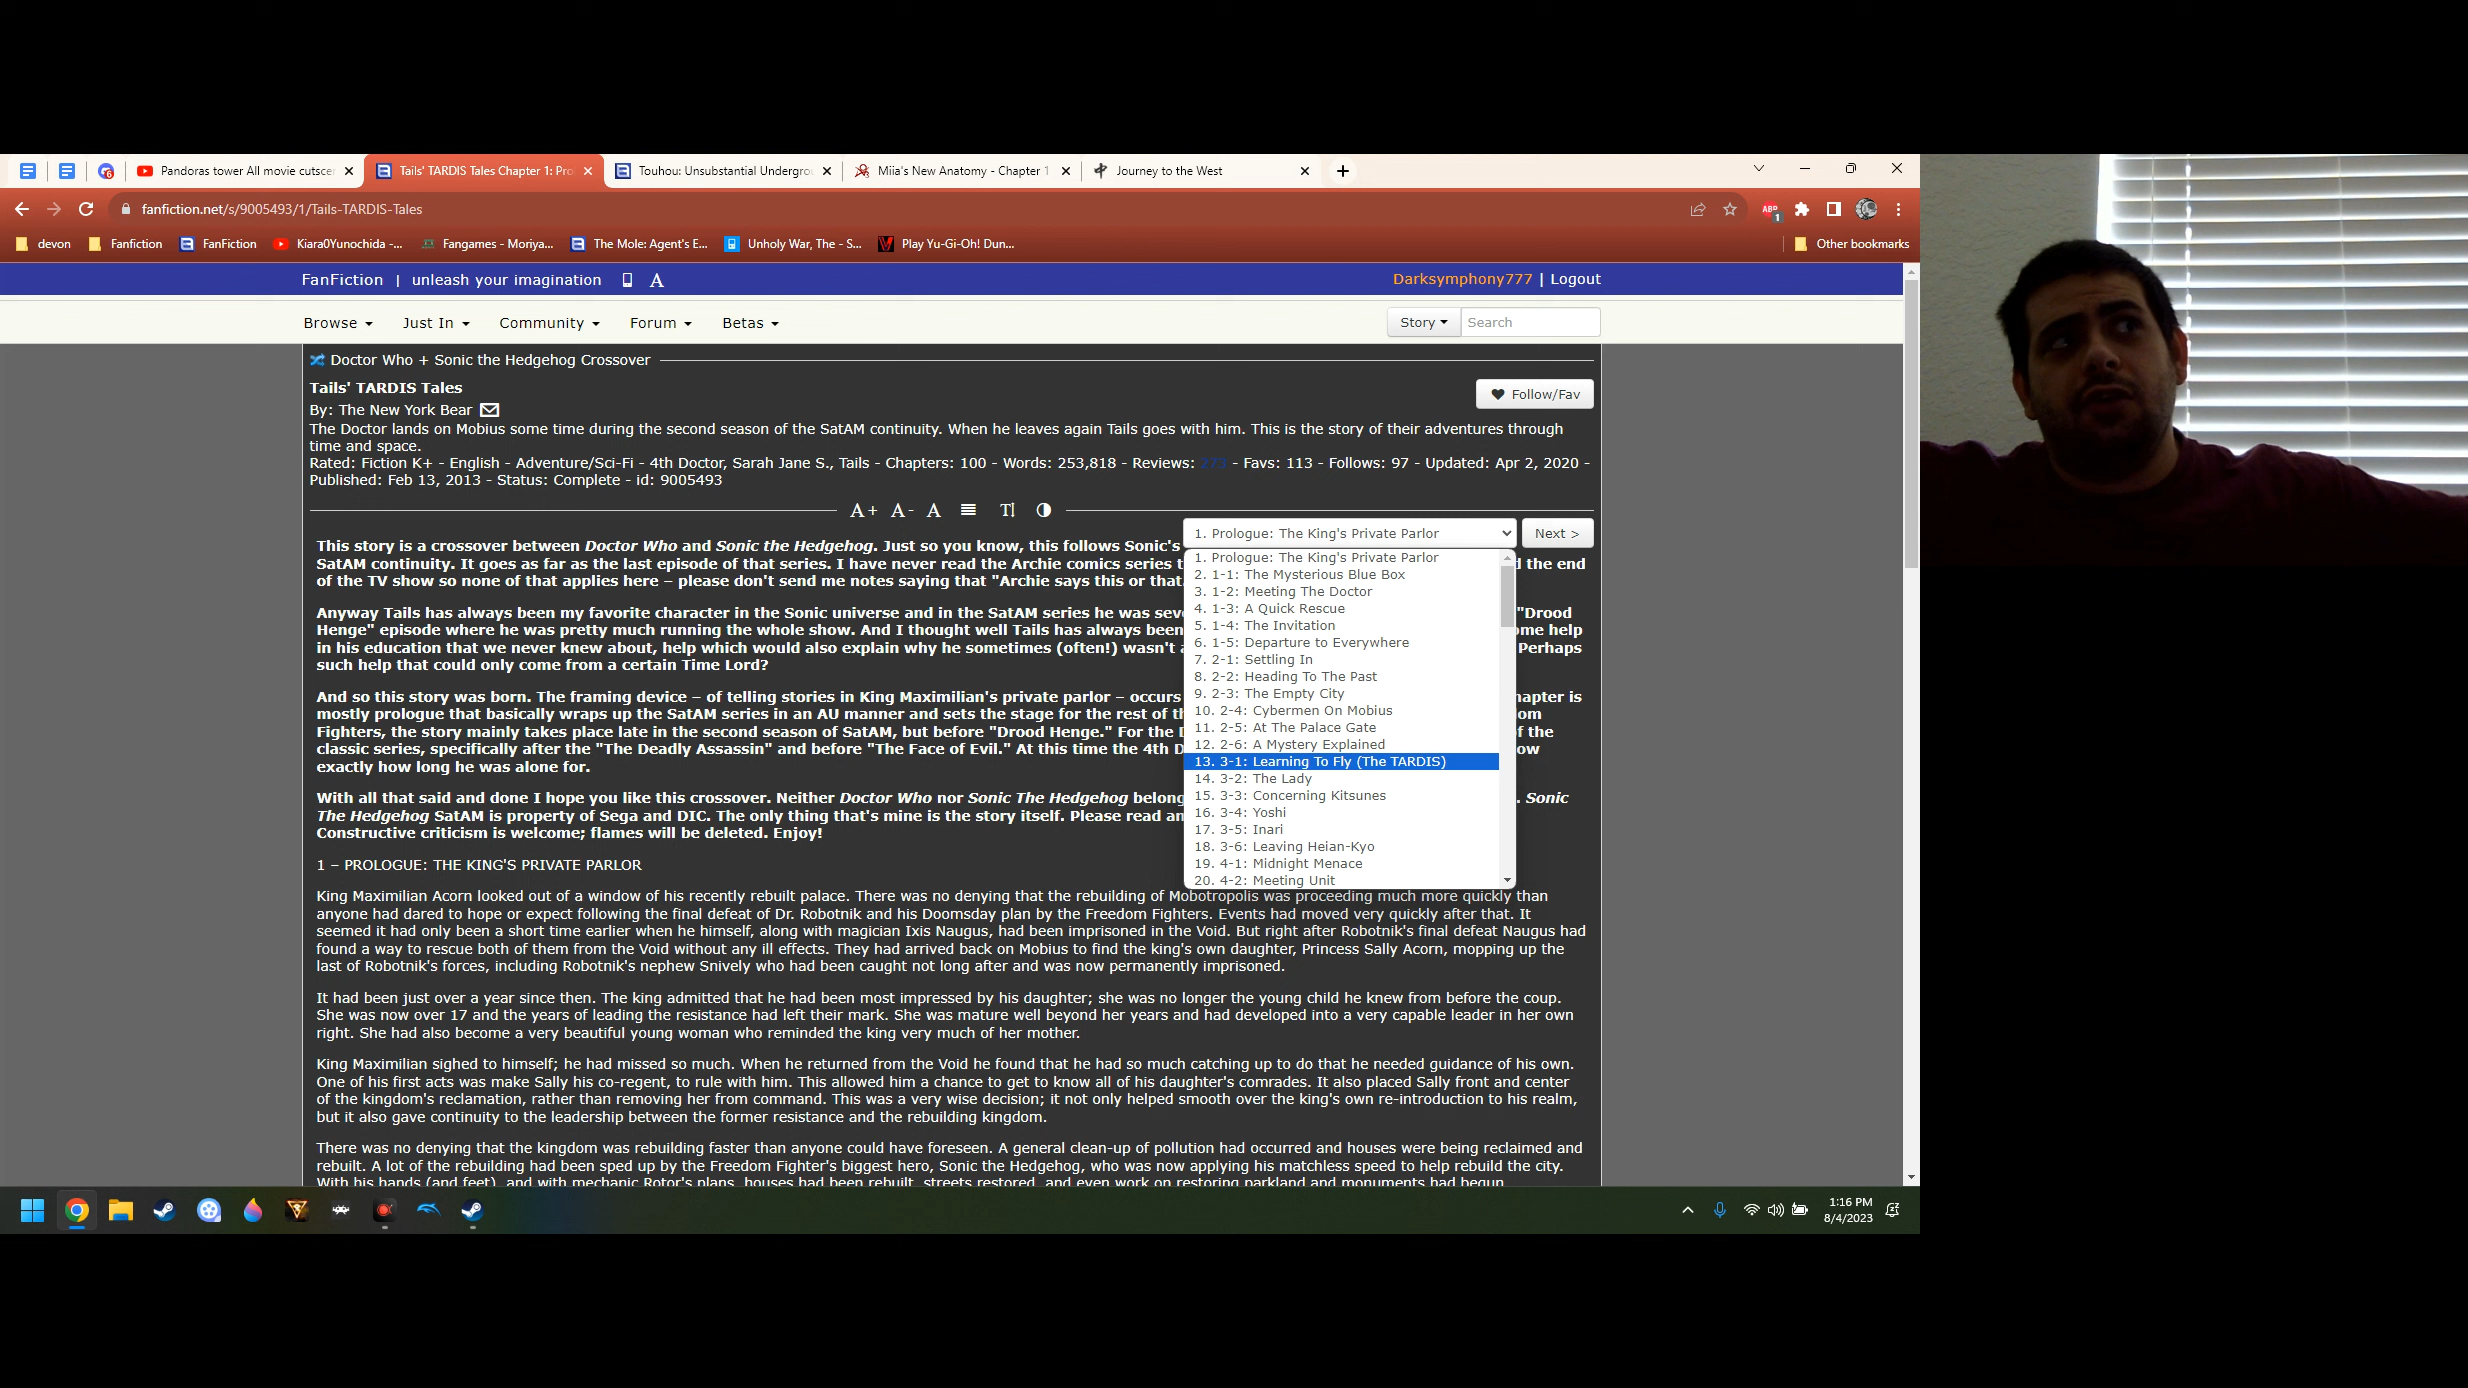 Pandoras tower All movie cutsce
Tails' TARDIS Tales Chapter 1: Pro
Touhou: Unsubstantial Undergro
Miia's New Anatomy - Chapter 1
Journey to the West
fanfiction.net/s/9005493/1/Tails-TARDIS-Tales
ABP
1
devon
Fanfiction
FanFiction
Kiara0Yunochida -...
Fangames - Moriya...
The Mole: Agent's E...
Unholy War, The - S...
Play Yu-Gi-Oh! Dun...
Other bookmarks
FanFiction | unleash your imagination A
Darksymphony777 | Logout
Browse Just In Community Forum Betas
Story Search
Doctor Who + Sonic the Hedgehog Crossover
Tails' TARDIS Tales
Follow/Fav
By: The New York Bear
The Doctor lands on Mobius some time during the second season of the SatAM continuity. When he leaves again Tails goes with him. This is the story of their adventures through
time and space.
Rated: Fiction K+ - English - Adventure/Sci-Fi - 4th Doctor, Sarah Jane S., Tails - Chapters: 100 - Words: 253,818 - Reviews: 273 - Favs: 113 - Follows: 97 - Updated: Apr 2, 2020 -
Published: Feb 13, 2013 - Status: Complete - id: 9005493
A+ A- A
1. Prologue: The King's Private Parlor
Next >
1. Prologue: The King's Private Parlor
2. 1-1: The Mysterious Blue Box
3. 1-2: Meeting The Doctor
4. 1-3: A Quick Rescue
5. 1-4: The Invitation
6. 1-5: Departure to Everywhere
7. 2-1: Settling In
8. 2-2: Heading To The Past
9. 2-3: The Empty City
10. 2-4: Cybermen On Mobius
11. 2-5: At The Palace Gate
12. 2-6: A Mystery Explained
13. 3-1: Learning To Fly (The TARDIS)
14. 3-2: The Lady
15. 3-3: Concerning Kitsunes
16. 3-4: Yoshi
17. 3-5: Inari
18. 3-6: Leaving Heian-Kyo
19. 4-1: Midnight Menace
20. 4-2: Meeting Unit
This story is a crossover between Doctor Who and Sonic the Hedgehog. Just so you know, this follows Sonic's
SatAM continuity. It goes as far as the last episode of that series. I have never read the Archie comics series t d the end
of the TV show so none of that applies here – please don't send me notes saying that "Archie says this or that.
Anyway Tails has always been my favorite character in the Sonic universe and in the SatAM series he was seve "Drood
Henge" episode where he was pretty much running the whole show. And I thought well Tails has always been ome help
in his education that we never knew about, help which would also explain why he sometimes (often!) wasn't a Perhaps
such help that could only come from a certain Time Lord?
And so this story was born. The framing device – of telling stories in King Maximilian's private parlor – occurs hapter is
mostly prologue that basically wraps up the SatAM series in an AU manner and sets the stage for the rest of th dom
Fighters, the story mainly takes place late in the second season of SatAM, but before "Drood Henge." For the D of the
classic series, specifically after the "The Deadly Assassin" and before "The Face of Evil." At this time the 4th D ow
exactly how long he was alone for.
With all that said and done I hope you like this crossover. Neither Doctor Who nor Sonic The Hedgehog belong . Sonic
The Hedgehog SatAM is property of Sega and DIC. The only thing that's mine is the story itself. Please read an
Constructive criticism is welcome; flames will be deleted. Enjoy!
1 – PROLOGUE: THE KING'S PRIVATE PARLOR
King Maximilian Acorn looked out of a window of his recently rebuilt palace. There was no denying that the rebuilding of Mobotropolis was proceeding much more quickly than
anyone had dared to hope or expect following the final defeat of Dr. Robotnik and his Doomsday plan by the Freedom Fighters. Events had moved very quickly after that. It
seemed it had only been a short time earlier when he himself, along with magician Ixis Naugus, had been imprisoned in the Void. But right after Robotnik's final defeat Naugus had
found a way to rescue both of them from the Void without any ill effects. They had arrived back on Mobius to find the king's own daughter, Princess Sally Acorn, mopping up the
last of Robotnik's forces, including Robotnik's nephew Snively who had been caught not long after and was now permanently imprisoned.
It had been just over a year since then. The king admitted that he had been most impressed by his daughter; she was no longer the young child he knew from before the coup.
She was now over 17 and the years of leading the resistance had left their mark. She was mature well beyond her years and had developed into a very capable leader in her own
right. She had also become a very beautiful young woman who reminded the king very much of her mother.
King Maximilian sighed to himself; he had missed so much. When he returned from the Void he found that he had so much catching up to do that he needed guidance of his own.
One of his first acts was make Sally his co-regent, to rule with him. This allowed him a chance to get to know all of his daughter's comrades. It also placed Sally front and center
of the kingdom's reclamation, rather than removing her from command. This was a very wise decision; it not only helped smooth over the king's own re-introduction to his realm,
but it also gave continuity to the leadership between the former resistance and the rebuilding kingdom.
There was no denying that the kingdom was rebuilding faster than anyone could have foreseen. A general clean-up of pollution had occurred and houses were being reclaimed and
rebuilt. A lot of the rebuilding had been sped up by the Freedom Fighter's biggest hero, Sonic the Hedgehog, who was now applying his matchless speed to help rebuild the city.
With his hands (and feet), and with mechanic Rotor's plans, houses had been rebuilt, streets restored, and even work on restoring parkland and monuments had begun.
1:16 PM
8/4/2023